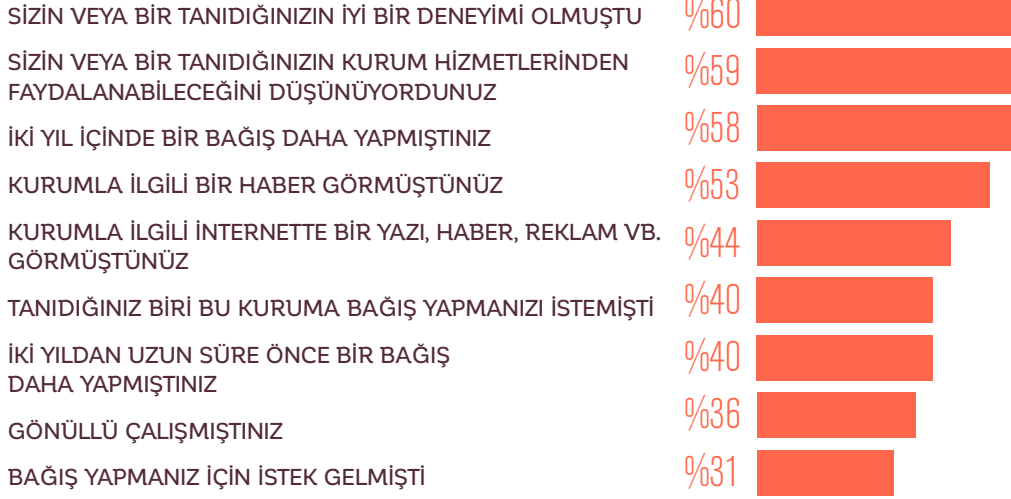 SİZİN VEYA BİR TANIDIĞINIZIN İYİ BİR DENEYİMİ OLMUŞTU %60
SİZİN VEYA BİR TANIDIĞINIZIN KURUM HİZMETLERİNDEN %59
FAYDALANABİLECEĞİNİ DÜŞÜNÜYORDUNUZ
İKİ YIL İÇİNDE BİR BAĞIŞ DAHA YAPMIŞTINIZ %58
KURUMLA İLGİLİ BİR HABER GÖRMÜŞTÜNÜZ %53
KURUMLA İLGİLİ İNTERNETTE BİR YAZI, HABER, REKLAM VB. %44
GÖRMÜŞTÜNÜZ
TANIDIĞINIZ BİRİ BU KURUMA BAĞIŞ YAPMANIZI İSTEMİŞTİ %40
İKİ YILDAN UZUN SÜRE ÖNCE BİR BAĞIŞ %40
DAHA YAPMIŞTINIZ
GÖNÜLLÜ ÇALIŞMIŞTINIZ %36
BAĞIŞ YAPMANIZ İÇİN İSTEK GELMİŞTİ %31